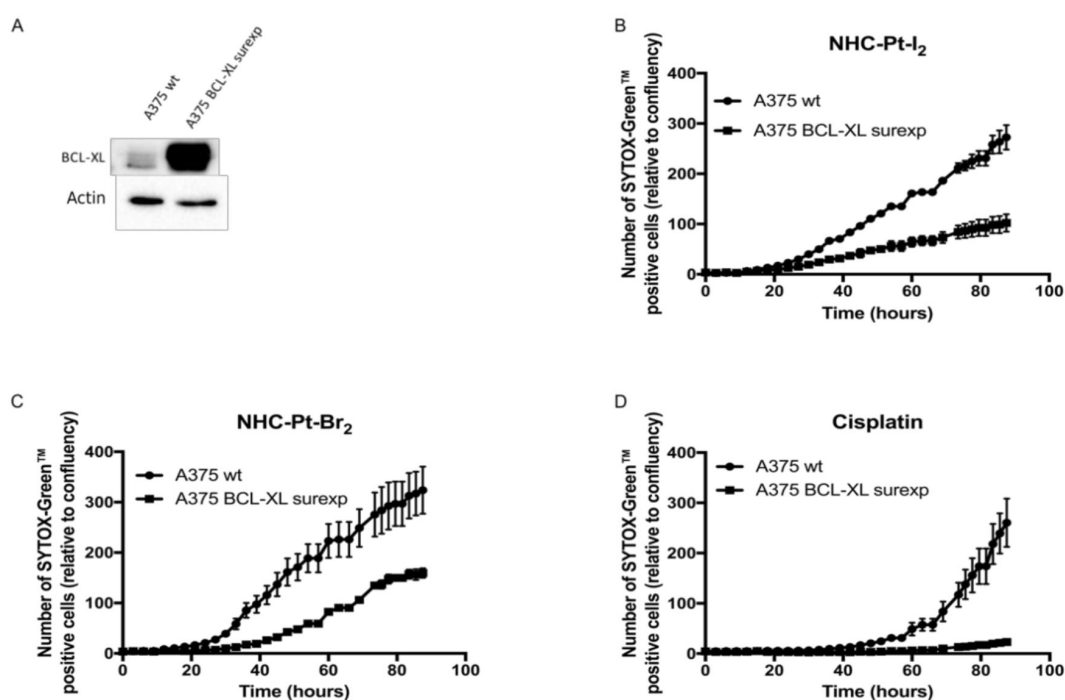 A
A375 wt
A375 BCL-XL surexp
BCL-XL
Actin
B
NHC-Pt-I₂
Number of SYTOX-Green™
positive cells (relative to confluency)
400
300
200
100
0
A375 wt
A375 BCL-XL surexp
0 20 40 60 80 100
Time (hours)
C
NHC-Pt-Br₂
Number of SYTOX-Green™
positive cells (relative to confluency)
400
300
200
100
0
A375 wt
A375 BCL-XL surexp
0 20 40 60 80 100
Time (hours)
D
Cisplatin
Number of SYTOX-Green™
positive cells (relative to confluency)
400
300
200
100
0
A375 wt
A375 BCL-XL surexp
0 20 40 60 80 100
Time (hours)